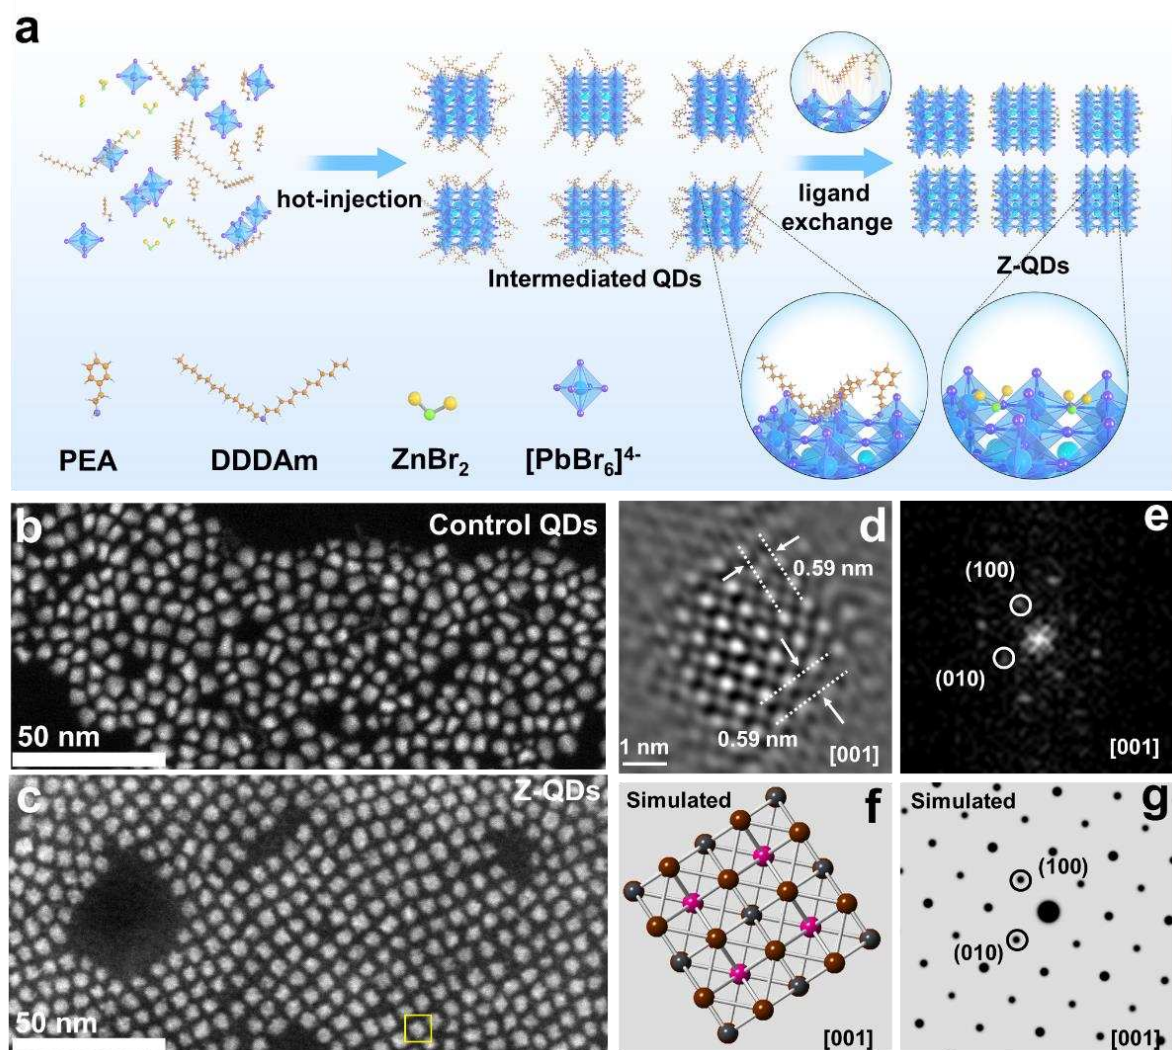 a
hot-injection
ligand
exchange
Intermediated QDs
Z-QDs
PEA
DDDAm
ZnBr₂
[PbBr₆]⁴⁻
b
Control QDs
50 nm
c
Z-QDs
50 nm
d
0.59 nm
0.59 nm
1 nm
[001]
e
(100)
(010)
[001]
Simulated
f
[001]
Simulated
g
(100)
(010)
[001]